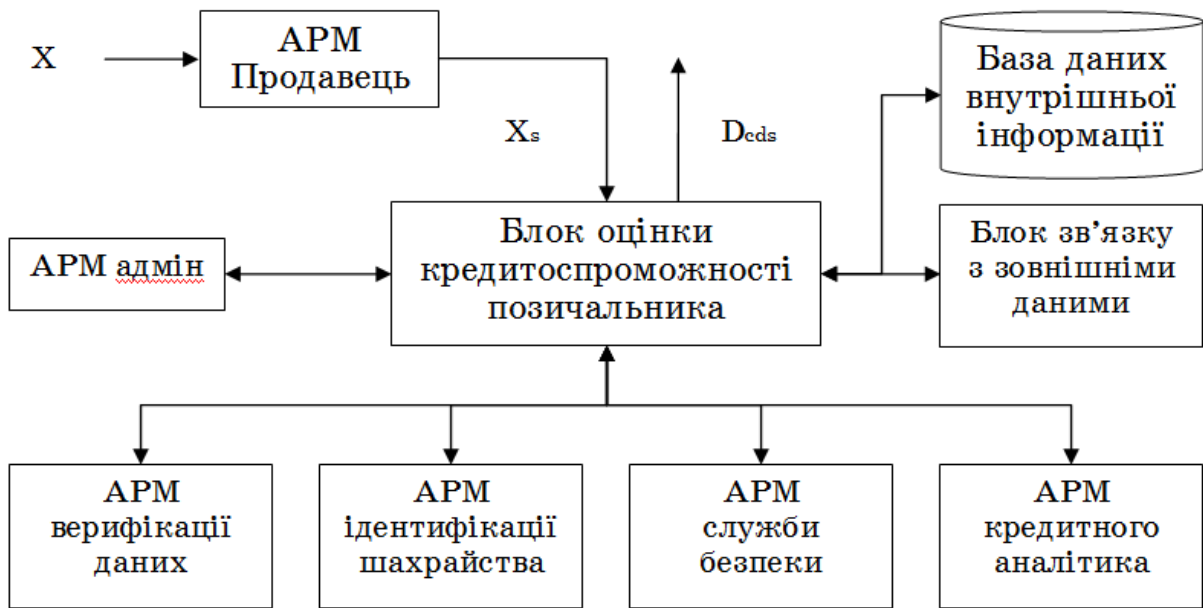 X
АРМ
Продавець
База даних
внутрішньої
інформації
Xs
Dcds
АРМ адмін
Блок оцінки
кредитоспроможності
позичальника
Блок зв’язку
з зовнішніми
даними
АРМ
верифікації
даних
АРМ
ідентифікації
шахрайства
АРМ
служби
безпеки
АРМ
кредитного
аналітика